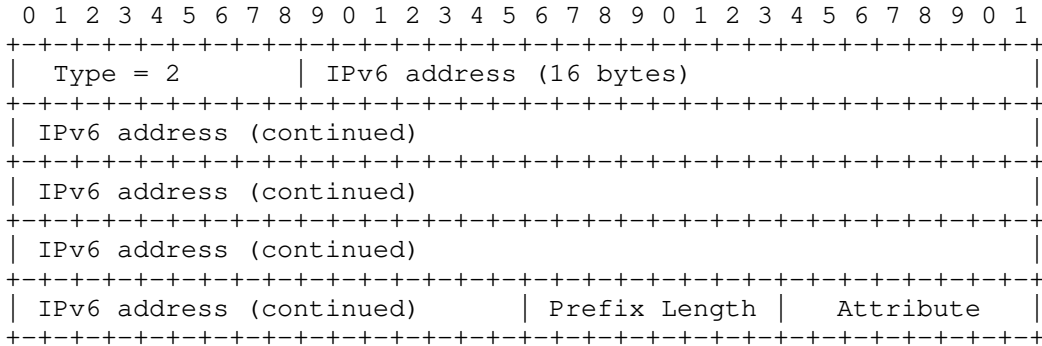 0 1 2 3 4 5 6 7 8 9 0 1 2 3 4 5 6 7 8 9 0 1 2 3 4 5 6 7 8 9 0 1
+-+-+-+-+-+-+-+-+-+-+-+-+-+-+-+-+-+-+-+-+-+-+-+-+-+-+-+-+-+-+-+-+
|  Type = 2       | IPv6 address (16 bytes)                     |
+-+-+-+-+-+-+-+-+-+-+-+-+-+-+-+-+-+-+-+-+-+-+-+-+-+-+-+-+-+-+-+-+
| IPv6 address (continued)                                      |
+-+-+-+-+-+-+-+-+-+-+-+-+-+-+-+-+-+-+-+-+-+-+-+-+-+-+-+-+-+-+-+-+
| IPv6 address (continued)                                      |
+-+-+-+-+-+-+-+-+-+-+-+-+-+-+-+-+-+-+-+-+-+-+-+-+-+-+-+-+-+-+-+-+
| IPv6 address (continued)                                      |
+-+-+-+-+-+-+-+-+-+-+-+-+-+-+-+-+-+-+-+-+-+-+-+-+-+-+-+-+-+-+-+-+
| IPv6 address (continued)      | Prefix Length |   Attribute   |
+-+-+-+-+-+-+-+-+-+-+-+-+-+-+-+-+-+-+-+-+-+-+-+-+-+-+-+-+-+-+-+-+